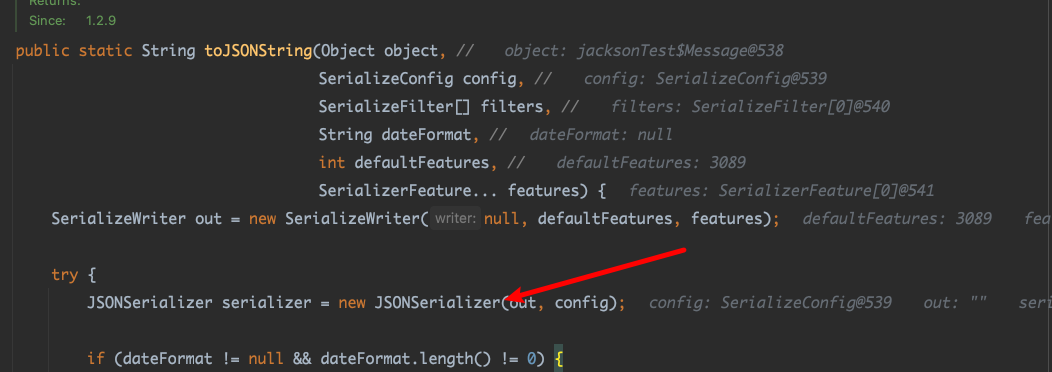 Returns:
Since: 1.2.9
public static String toJSONString(Object object, // object: jacksonTest$Message@538
SerializeConfig config, // config: SerializeConfig@539
SerializeFilter[] filters, // filters: SerializeFilter[0]@540
String dateFormat, // dateFormat: null
int defaultFeatures, // defaultFeatures: 3089
SerializerFeature... features) { features: SerializerFeature[0]@541
SerializeWriter out = new SerializeWriter( writer: null, defaultFeatures, features); defaultFeatures: 3089 fea
try {
JSONSerializer serializer = new JSONSerializer(out, config); config: SerializeConfig@539 out: "" seri
if (dateFormat != null && dateFormat.length() != 0) {